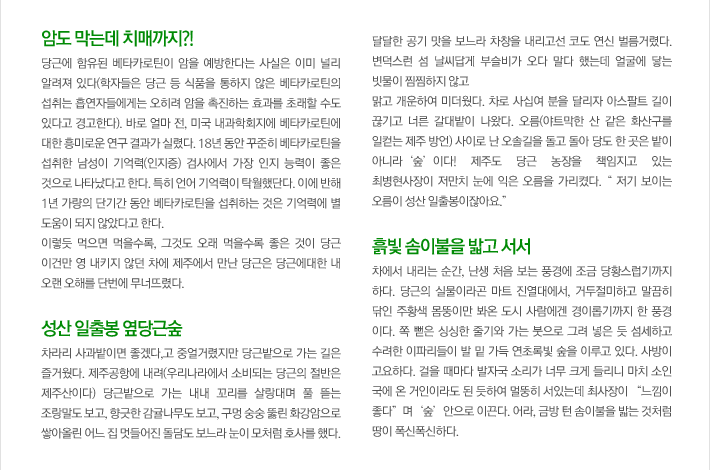 암도 막는데 치매까지?!
당근에 함유된 베타카로틴이 암을 예방한다는 사실은 이미 널리
알려져 있다(학자들은 당근 등 식품을 통하지 않은 베타카로틴의
섭취는 흡연자들에게는 오히려 암을 촉진하는 효과를 초래할 수도
있다고 경고한다). 바로 얼마 전, 미국 내과학회지에 베타카로틴에
대한 흥미로운 연구 결과가 실렸다. 18년 동안 꾸준히 베타카로틴을
섭취한 남성이 기억력(인지증) 검사에서 가장 인지 능력이 좋은
것으로 나타났다고 한다. 특히 언어 기억력이 탁월했단다. 이에 반해
1년 가량의 단기간 동안 베타카로틴을 섭취하는 것은 기억력에 별
도움이 되지 않았다고 한다.
이렇듯 먹으면 먹을수록, 그것도 오래 먹을수록 좋은 것이 당근
이건만 영 내키지 않던 차에 제주에서 만난 당근은 당근에대한 내
오랜 오해를 단번에 무너뜨렸다.
성산 일출봉 옆당근숲
차라리 사과밭이면 좋겠다,고 중얼거렸지만 당근밭으로 가는 길은
즐거웠다. 제주공항에 내려(우리나라에서 소비되는 당근의 절반은
제주산이다) 당근밭으로 가는 내내 꼬리를 살랑대며 풀 뜯는
조랑말도 보고, 향긋한 감귤나무도 보고, 구멍 숭숭 뚫린 화강암으로
쌓아올린 어느 집 멋들어진 돌담도 보느라 눈이 모처럼 호사를 했다.
달달한 공기 맛을 보느라 차창을 내리고선 코도 연신 벌름거렸다.
변덕스런 섬 날씨답게 부슬비가 오다 말다 했는데 얼굴에 닿는
빗물이 찜찜하지 않고
맑고 개운하여 미더웠다. 차로 사십여 분을 달리자 아스팔트 길이
끊기고 너른 갈대밭이 나왔다. 오름(야트막한 산 같은 화산구를
일컫는 제주 방언) 사이로 난 오솔길을 돌고 돌아 당도 한 곳은 밭이
아니라 ‘숲’ 이다! 제주도 당근 농장을 책임지고 있는
최병현사장이 저만치 눈에 익은 오름을 가리켰다. “ 저기 보이는
오름이 성산 일출봉이잖아요.”
흙빛 솜이불을 밟고 서서
차에서 내리는 순간, 난생 처음 보는 풍경에 조금 당황스럽기까지
하다. 당근의 실물이라곤 마트 진열대에서, 거두절미하고 말끔히
닦인 주황색 몸뚱이만 봐온 도시 사람에겐 경이롭기까지 한 풍경
이다. 쪽 뻗은 싱싱한 줄기와 가는 붓으로 그려 넣은 듯 섬세하고
수려한 이파리들이 발 밑 가득 연초록빛 숲을 이루고 있다. 사방이
고요하다. 걸을 때마다 발자국 소리가 너무 크게 들리니 마치 소인
국에 온 거인이라도 된 듯하여 멀뚱히 서있는데 최사장이 “느낌이
좋다” 며 ‘숲’ 안으로 이끈다. 어라, 금방 턴 솜이불을 밟는 것처럼
땅이 폭신폭신하다.